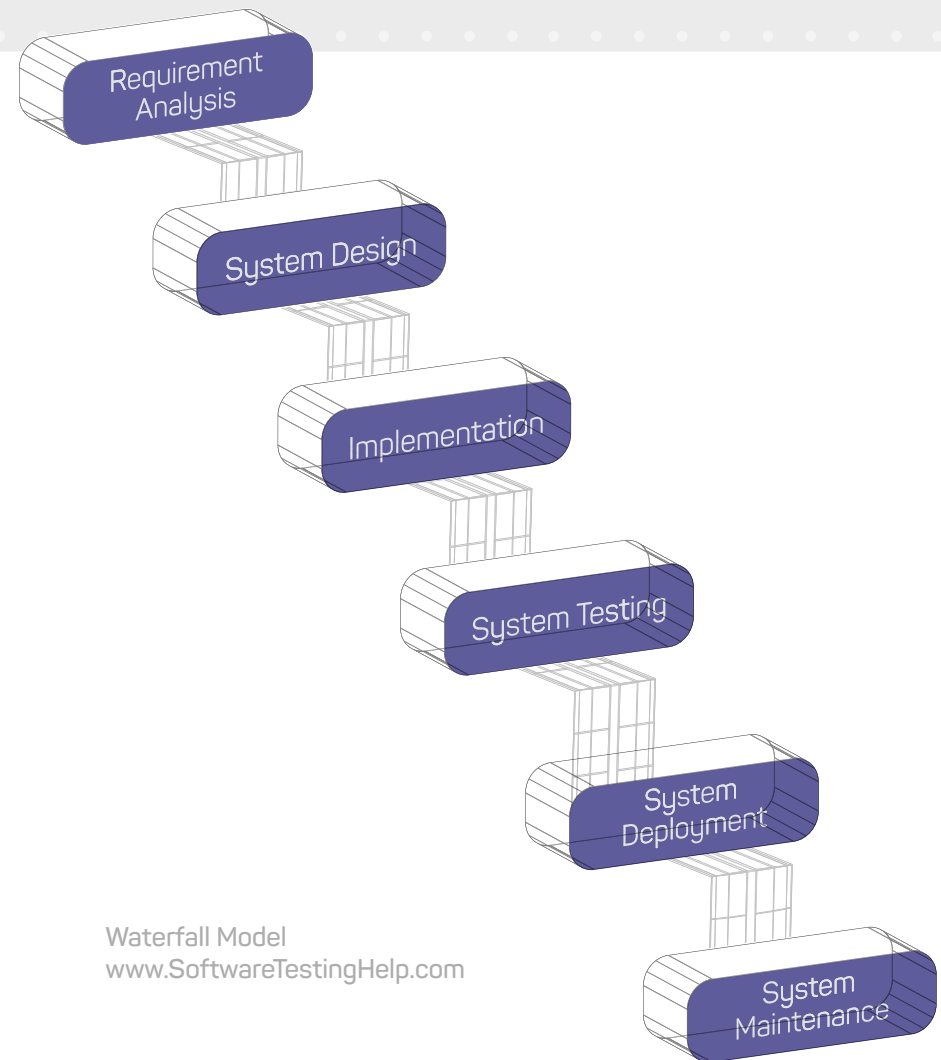 Requirement
Analysis
System Design
Implementation
System Testing
System
Deployment
System
Maintenance
Waterfall Model
www.SoftwareTestingHelp.com